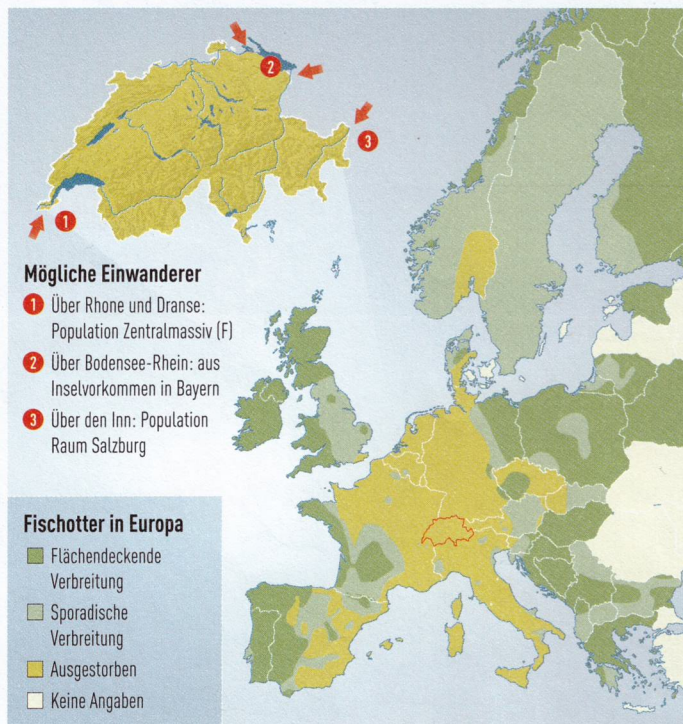 2
3
1
Mögliche Einwanderer
1 Über Rhone und Dranse:
Population Zentralmassiv (F)
2 Über Bodensee-Rhein: aus
Inselvorkommen in Bayern
3 Über den Inn: Population
Raum Salzburg
Fischotter in Europa
Flächendeckende
Verbreitung
Sporadische
Verbreitung
Ausgestorben
Keine Angaben